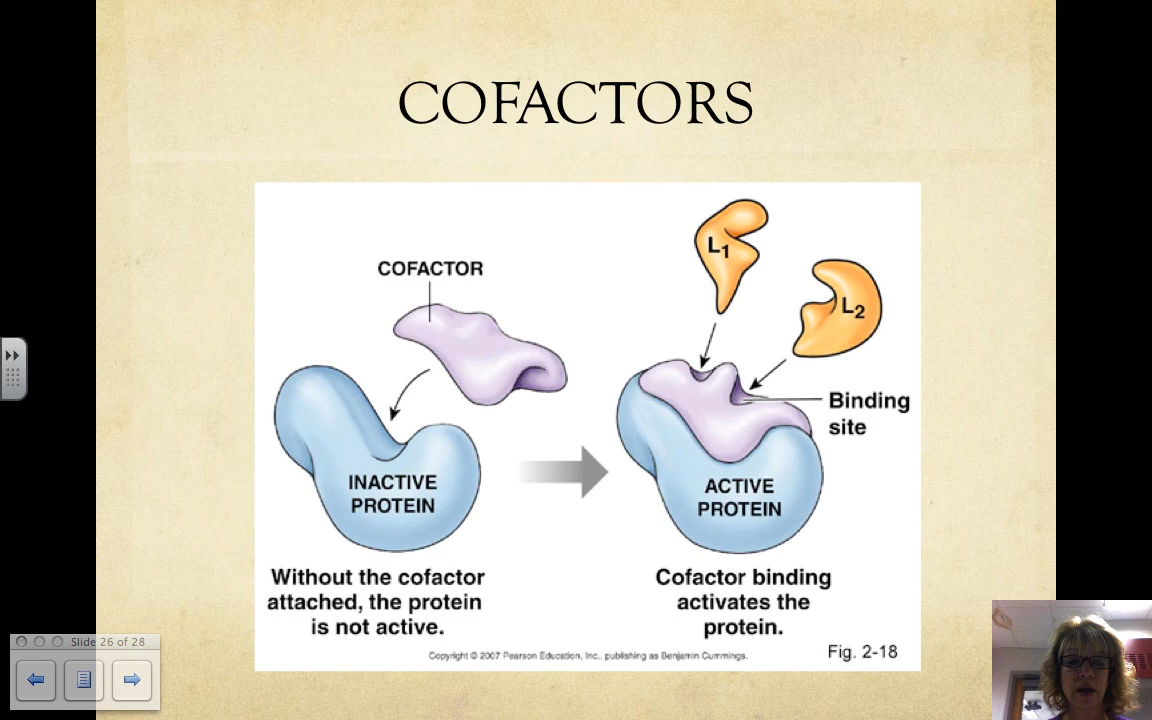 COFACTORS
COFACTOR
L1
L2
Binding
site
INACTIVE
PROTEIN
ACTIVE
PROTEIN
Without the cofactor
attached, the protein
is not active.
Cofactor binding
activates the
protein.
Copyright © 2007 Pearson Education, Inc., publishing as Benjamin Cummings.
Fig. 2-18
Slide 26 of 28